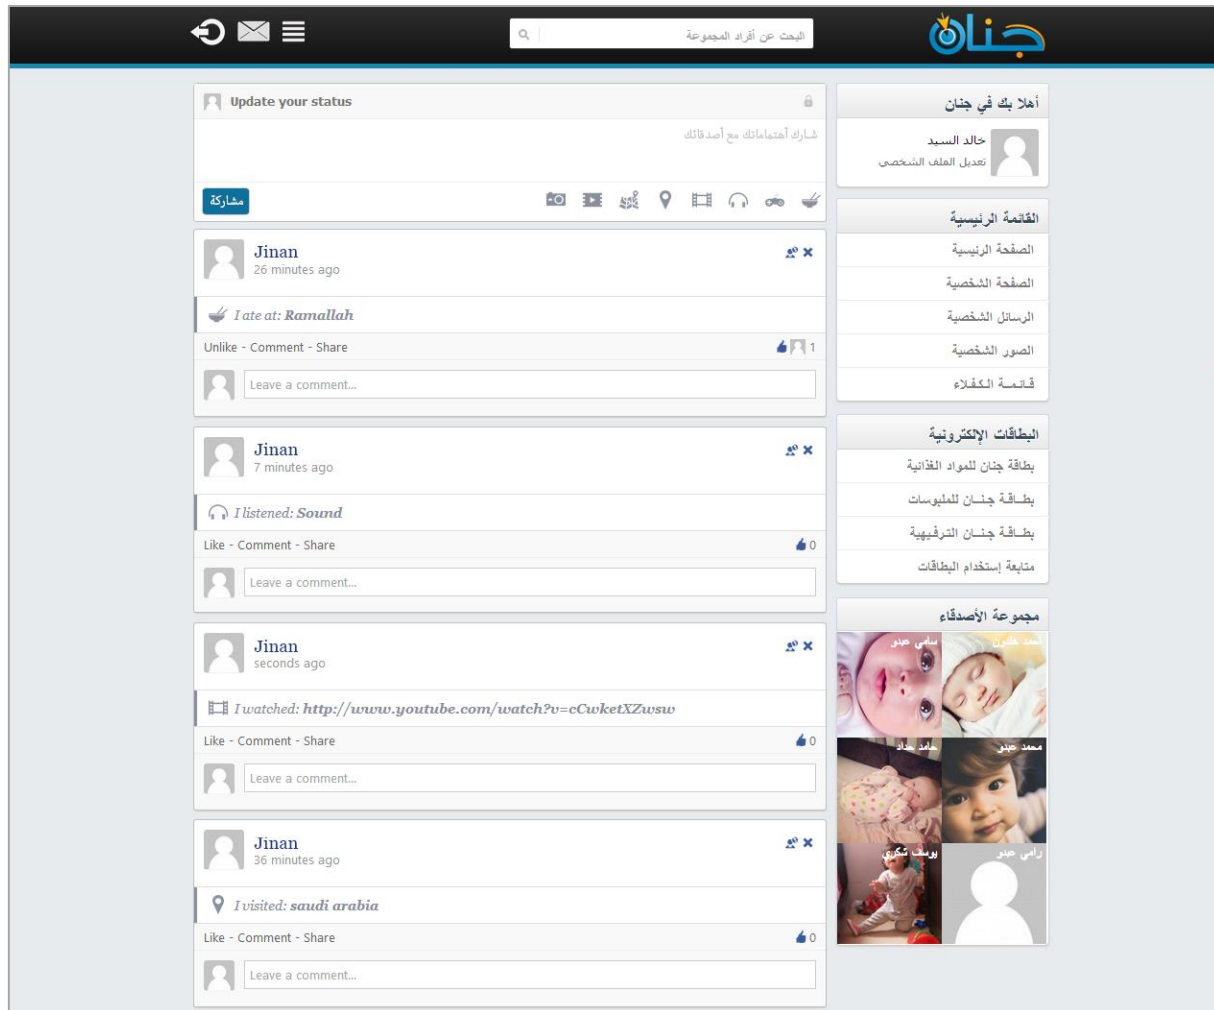 جنان
البحث عن أفراد المجموعة
أهلا بك في جنان
خالد السيد
تعديل الملف الشخصي
القائمة الرئيسية
الصفحة الرئيسية
الصفحة الشخصية
الرسائل الشخصية
الصور الشخصية
قائمة الكفلاء
البطاقات الإلكترونية
بطاقة جنان للمواد الغذائية
بطاقة جنان للملبوسات
بطاقة جنان الترفيهية
متابعة إستخدام البطاقات
مجموعة الأصدقاء
سامي عبدو
حامد حداد
محمد عبدو
يوسف شكري
رامي عبدو
Update your status
شارك أهتماماتك مع أصدقائك
مشاركة
Jinan
26 minutes ago
I ate at: Ramallah
Unlike - Comment - Share
1
Leave a comment...
Jinan
7 minutes ago
I listened: Sound
Like - Comment - Share
0
Leave a comment...
Jinan
seconds ago
I watched: http://www.youtube.com/watch?v=cCwketXZwsw
Like - Comment - Share
0
Leave a comment...
Jinan
36 minutes ago
I visited: saudi arabia
Like - Comment - Share
0
Leave a comment...